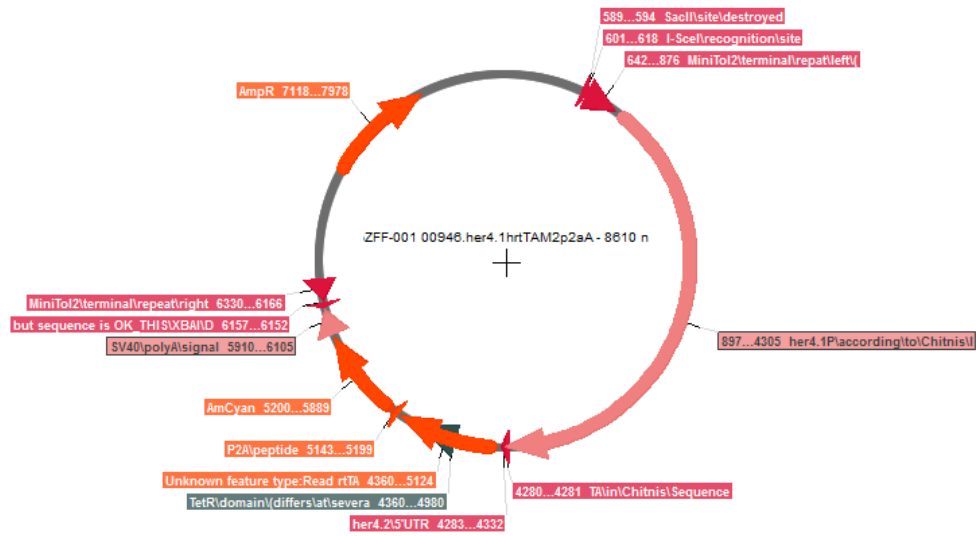 589...594 SacII\site\destroyed
601...618 I-SceI\recognition\site
642...876 MiniTol2\terminal\repat\left\(
AmpR 7118...7978
ZFF-001 00946.her4.1hrtTAM2p2aA - 8610 n
MiniTol2\terminal\repeat\right 6330...6166
but sequence is OK_THIS\XBAI\D 6157...6152
SV40\polyA\signal 5910...6105
897...4305 her4.1P\according\to\Chitnis\l
AmCyan 5200...5889
P2A\peptide 5143...5199
Unknown feature type:Read rtTA 4360...5124
TetR\domain\(differs\at\severa 4360...4980
4280...4281 TA\in\Chitnis\Sequence
her4.2\5'UTR 4283...4332